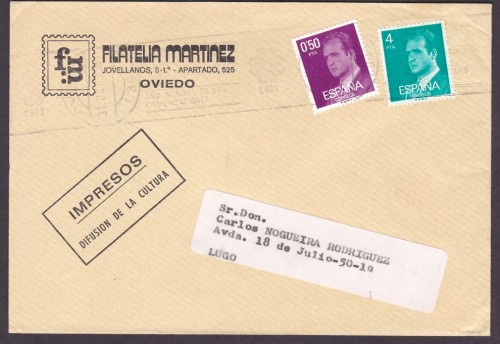 FILATELIA MARTINEZ
JOVELLANOS, 5-1.° - APARTADO, 525
OVIEDO
0'50 PTA
ESPAÑA
4 PTA
ESPAÑA
IMPRESOS
DIFUSION DE LA CULTURA
Sr.Don.
Carlos NOGUEIRA RODRIGUEZ
Avda. 18 de Julio-50-1º
LUGO